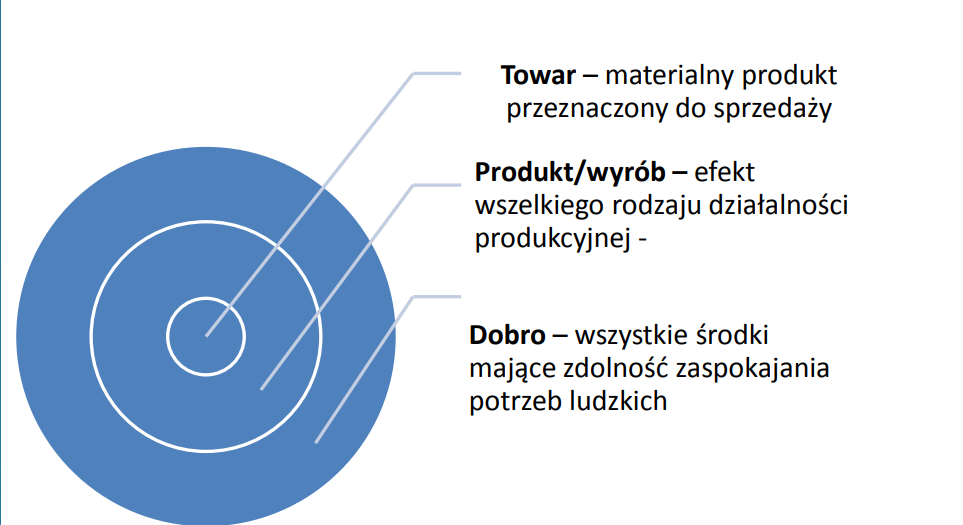 Towar – materialny produkt
przeznaczony do sprzedaży
Produkt/wyrób – efekt
wszelkiego rodzaju działalności
produkcyjnej -
Dobro – wszystkie środki
mające zdolność zaspokajania
potrzeb ludzkich